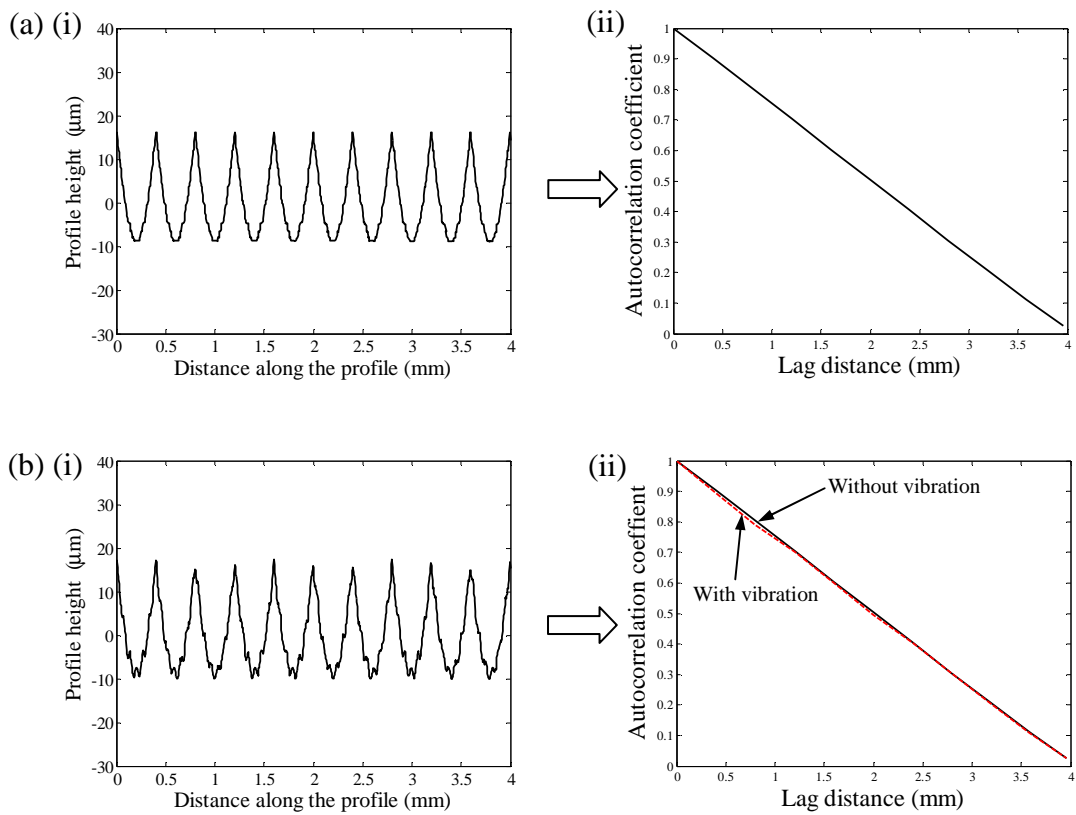 (a) (i)
40
30
20
10
0
-10
-20
-30
Profile height (μm)
0 0.5 1 1.5 2 2.5 3 3.5 4
Distance along the profile (mm)
(ii)
1
0.9
0.8
0.7
0.6
0.5
0.4
0.3
0.2
0.1
0
Autocorrelation coefficient
0 0.5 1 1.5 2 2.5 3 3.5 4
Lag distance (mm)
(b) (i)
40
30
20
10
0
-10
-20
-30
Profile height (μm)
0 0.5 1 1.5 2 2.5 3 3.5 4
Distance along the profile (mm)
(ii)
1
0.9
0.8
0.7
0.6
0.5
0.4
0.3
0.2
0.1
0
Autocorrelation coeffient
Without vibration
With vibration
0 0.5 1 1.5 2 2.5 3 3.5 4
Lag distance (mm)